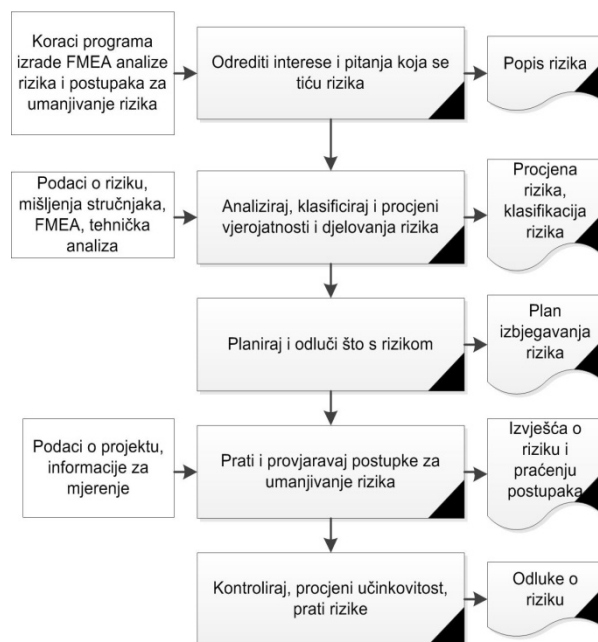 Koraci programa
izrade FMEA analize
rizika i postupaka za
umanjivanje rizika
Odrediti interese i pitanja koja se
tiću rizika
Popis rizika
Podaci o riziku,
mišljenja stručnjaka,
FMEA, tehnička
analiza
Analiziraj, klasificiraj i procjeni
vjerojatnosti i djelovanja rizika
Procjena
rizika,
klasifikacija
rizika
Planiraj i odluči što s rizikom
Plan
izbjegavanja
rizika
Podaci o projektu,
informacije za
mjerenje
Prati i provjaravaj postupke za
umanjivanje rizika
Izvješća o
riziku i
praćenju
postupaka
Kontroliraj, procjeni učinkovitost,
prati rizike
Odluke o
riziku